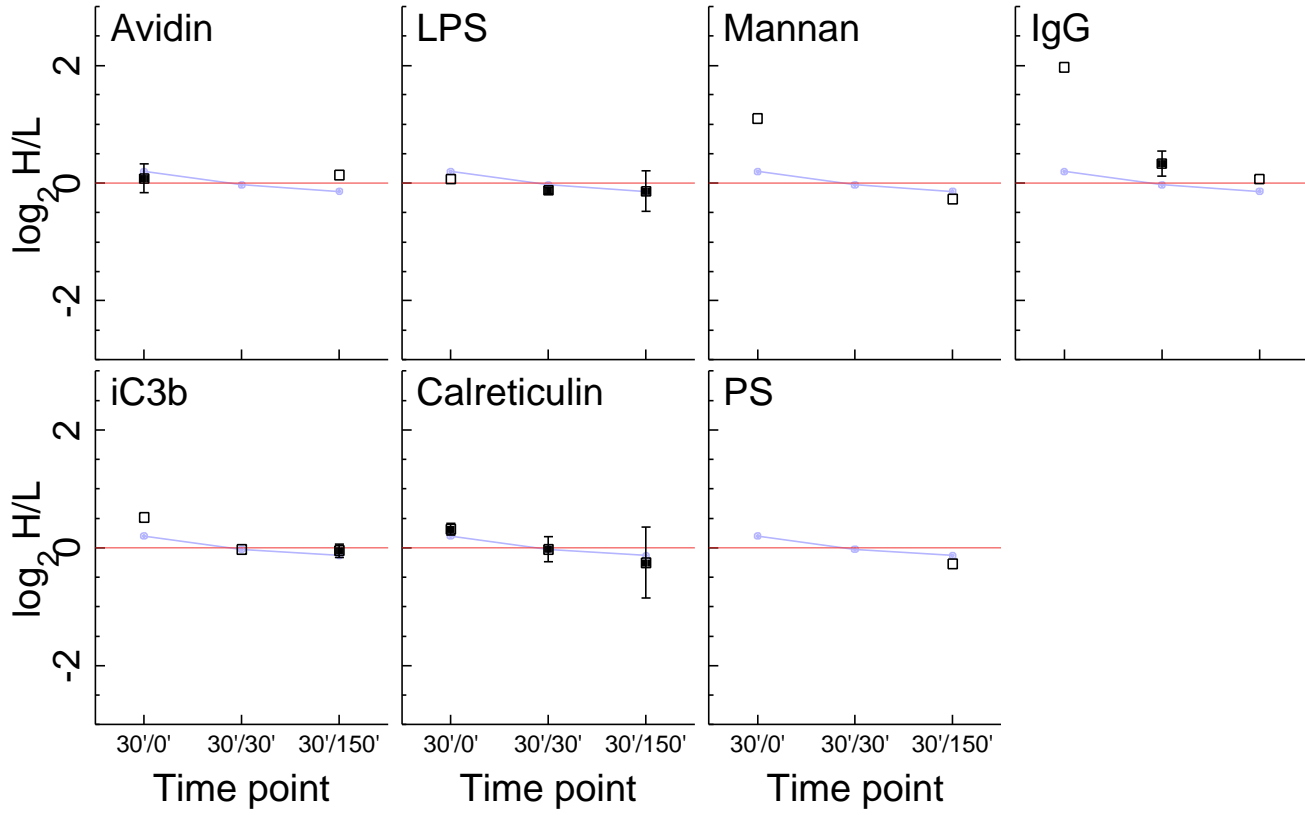 Avidin LPS Mannan IgG
2
0
-2
log₂ H/L
iC3b Calreticulin PS
2
0
-2
log₂ H/L
30'/0' 30'/30' 30'/150' 30'/0' 30'/30' 30'/150' 30'/0' 30'/30' 30'/150'
Time point Time point Time point